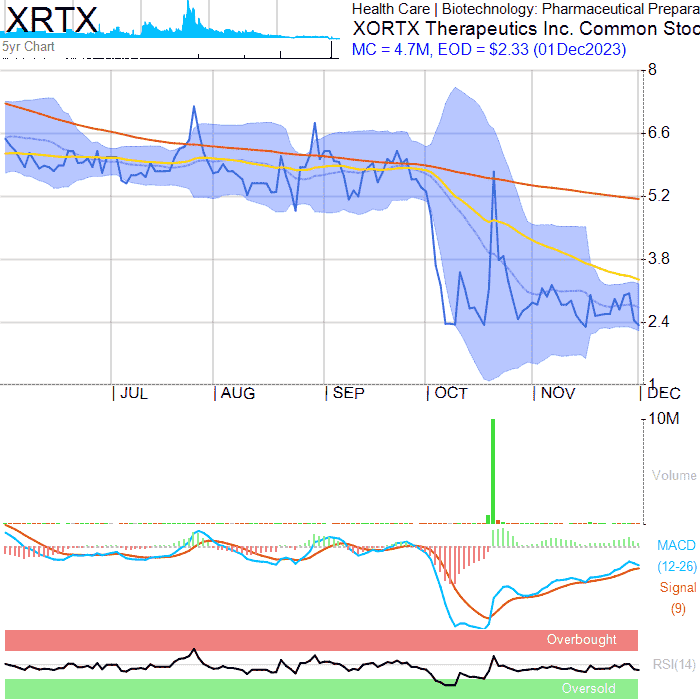 XRTX
5yr Chart
Health Care | Biotechnology: Pharmaceutical Prepara
XORTX Therapeutics Inc. Common Stoc
MC = 4.7M, EOD = $2.33 (01Dec2023)
8
6.6
5.2
3.8
2.4
1
JUL AUG SEP OCT NOV DEC
10M
Volume
MACD
(12-26)
Signal
(9)
Overbought
RSI(14)
Oversold